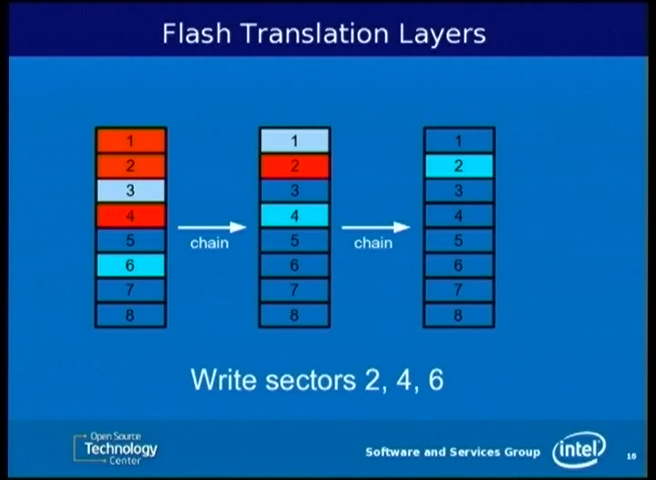 Flash Translation Layers
1 1 1
2 2 2
3 3 3
4 4 4
5 5 5
6 6 6
7 7 7
8 8 8
chain chain
Write sectors 2, 4, 6
Open Source
Technology
Center
Software and Services Group
intel
16